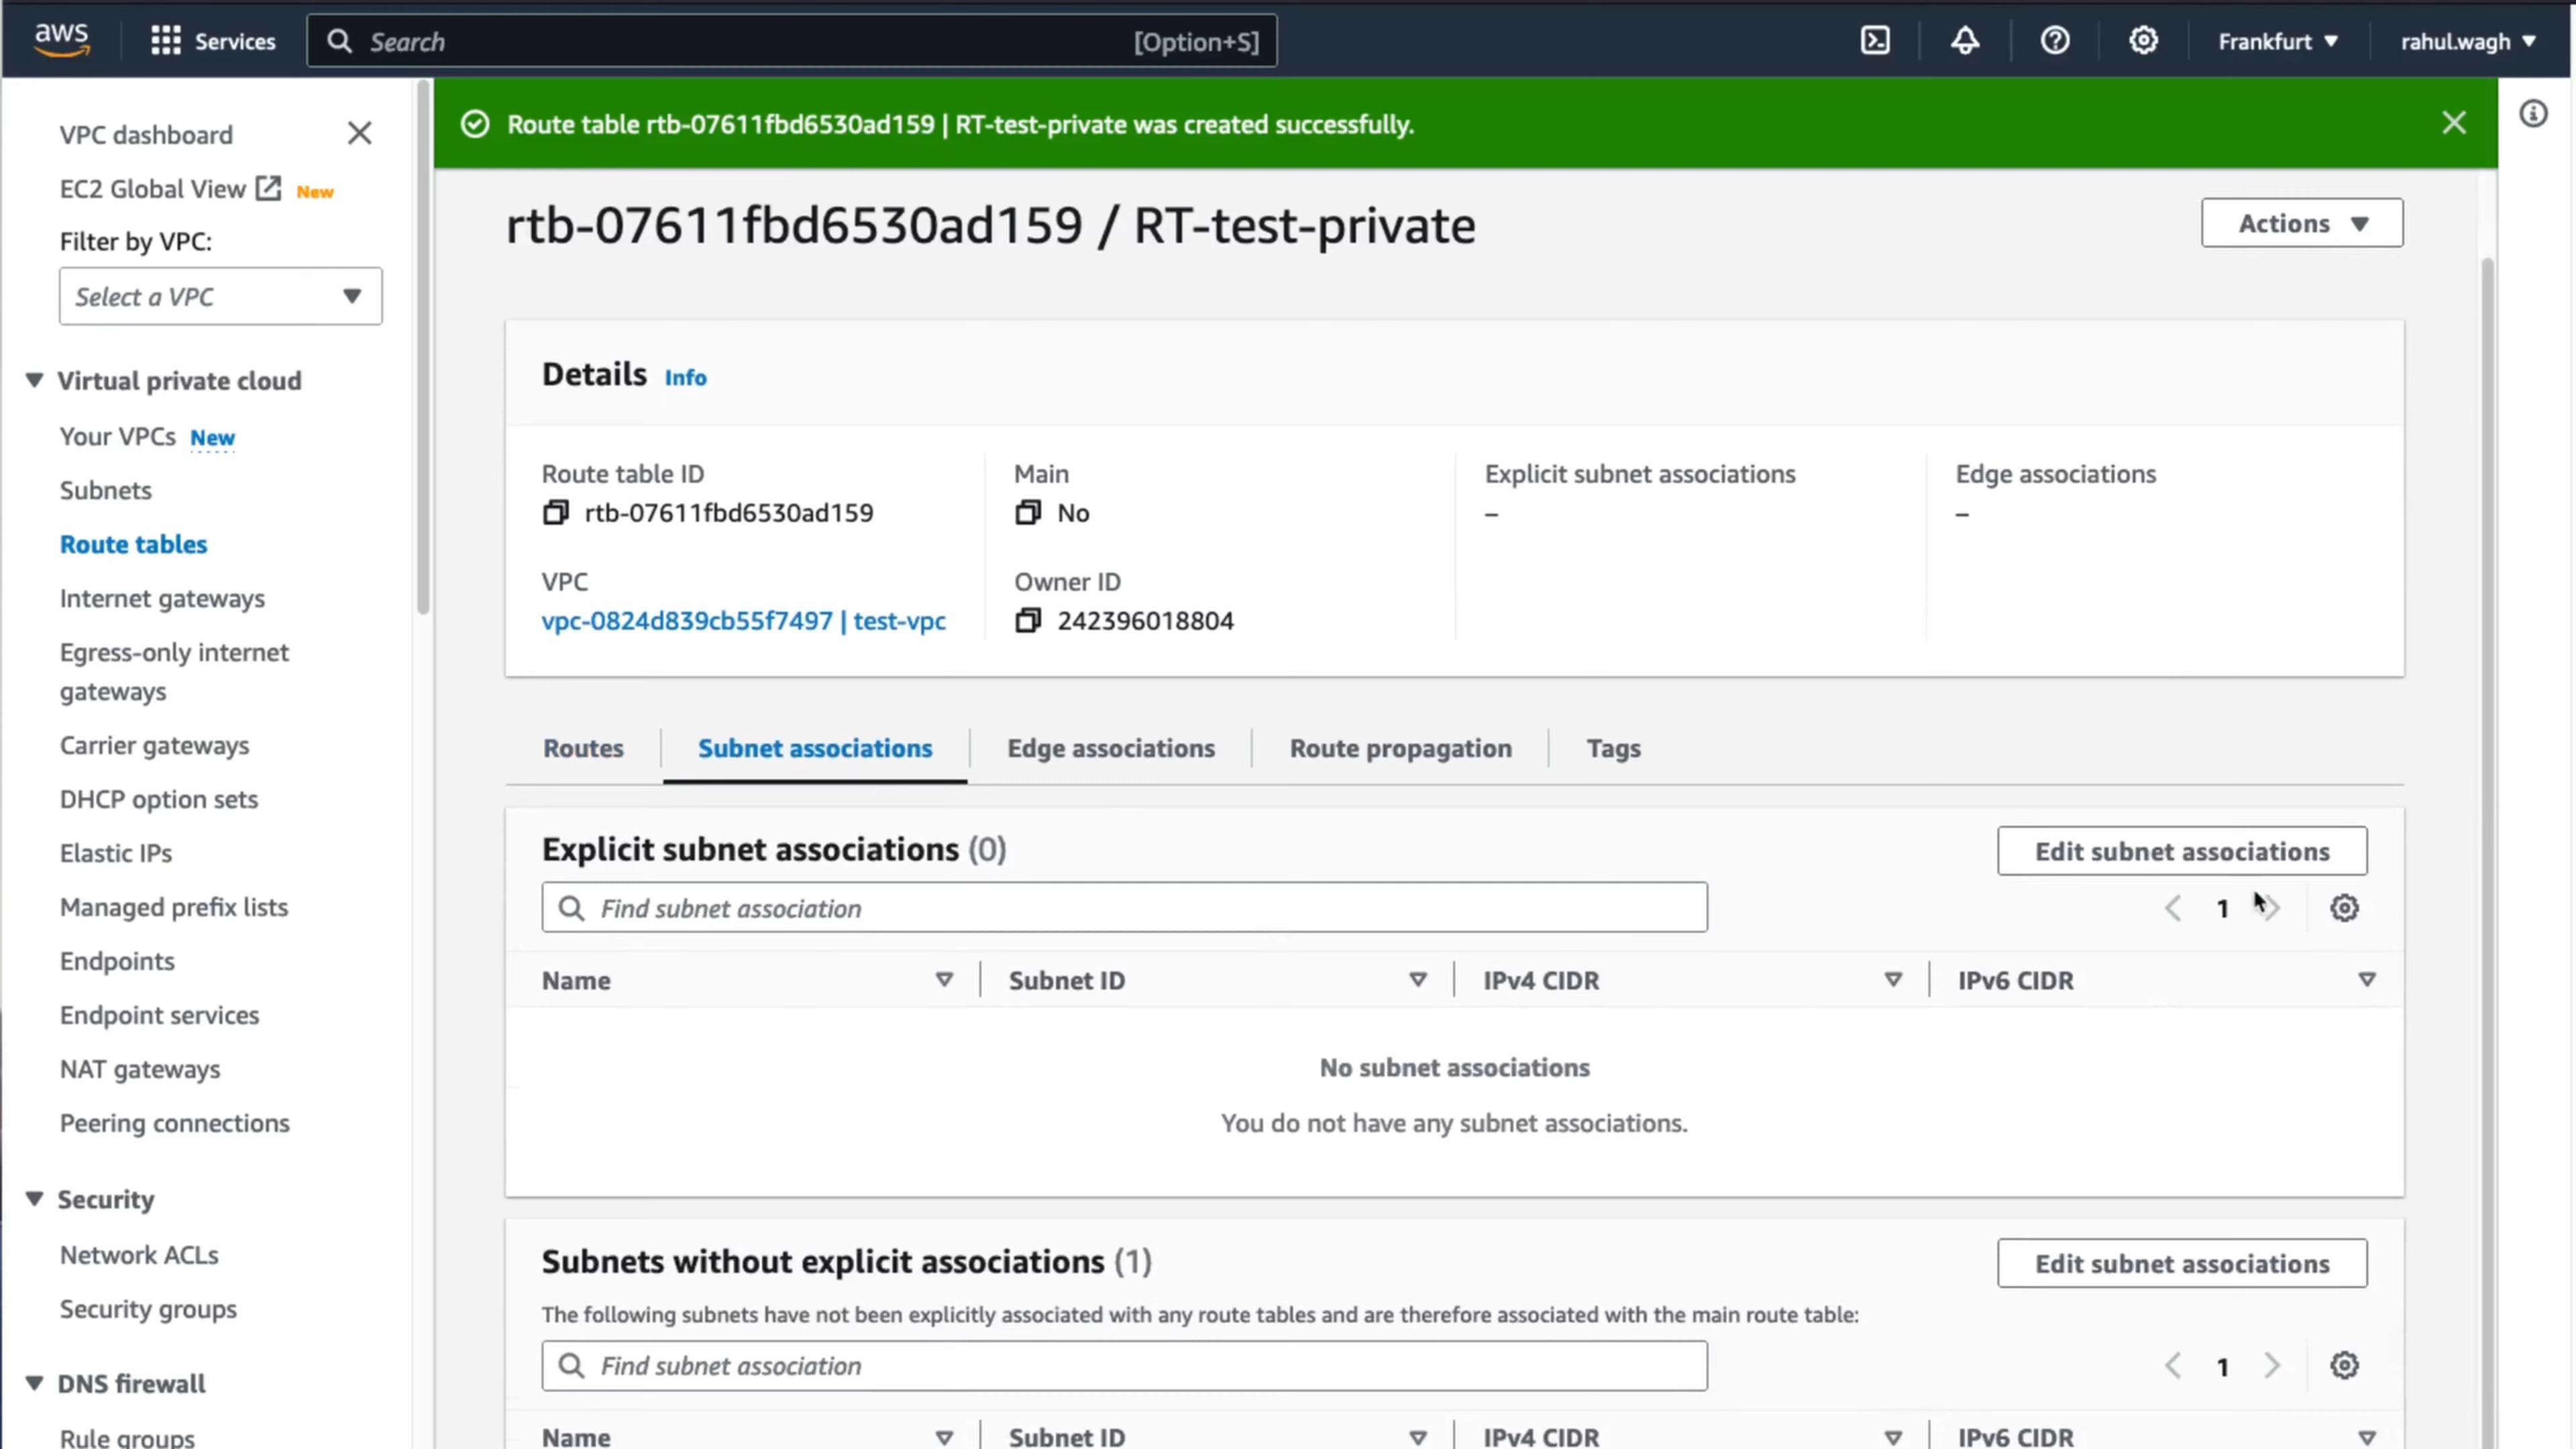 aws
Services
Search
[Option+S]
Frankfurt
rahul.wagh
VPC dashboard
EC2 Global View New
Filter by VPC:
Select a VPC
Virtual private cloud
Your VPCs New
Subnets
Route tables
Internet gateways
Egress-only internet
gateways
Carrier gateways
DHCP option sets
Elastic IPs
Managed prefix lists
Endpoints
Endpoint services
NAT gateways
Peering connections
Security
Network ACLs
Security groups
DNS firewall
Rule groups
Route table rtb-07611fbd6530ad159 | RT-test-private was created successfully.
rtb-07611fbd6530ad159 / RT-test-private
Actions
Details Info
Route table ID
rtb-07611fbd6530ad159
Main
No
Explicit subnet associations
–
Edge associations
–
VPC
vpc-0824d839cb55f7497 | test-vpc
Owner ID
242396018804
Routes
Subnet associations
Edge associations
Route propagation
Tags
Explicit subnet associations (0)
Edit subnet associations
Find subnet association
1
Name
Subnet ID
IPv4 CIDR
IPv6 CIDR
No subnet associations
You do not have any subnet associations.
Subnets without explicit associations (1)
Edit subnet associations
The following subnets have not been explicitly associated with any route tables and are therefore associated with the main route table:
Find subnet association
1
Name
Subnet ID
IPv4 CIDR
IPv6 CIDR